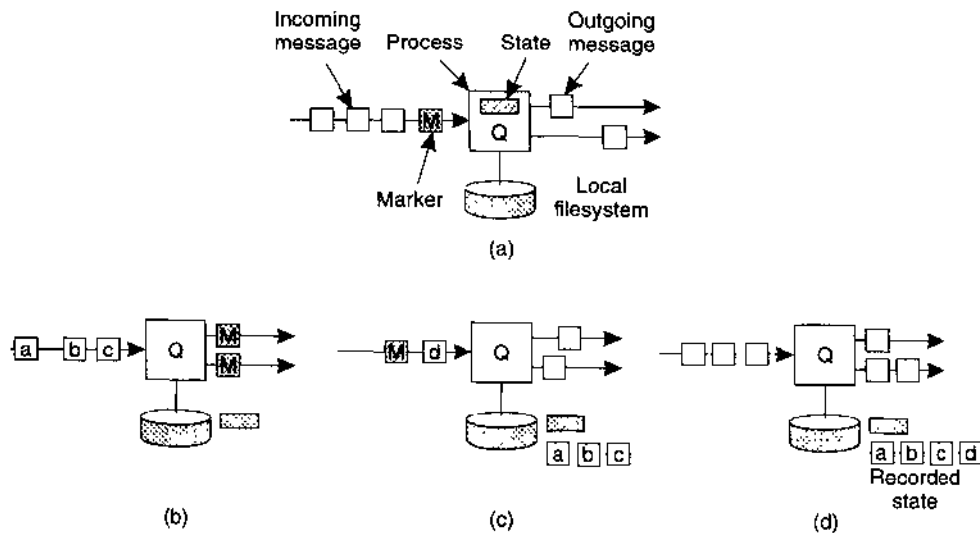 Incoming message
Process
State
Outgoing message
M
Q
Marker
Local filesystem
(a)
a b c
Q
M
M
(b)
M d
Q
a b c
(c)
Q
a b c d
Recorded state
(d)